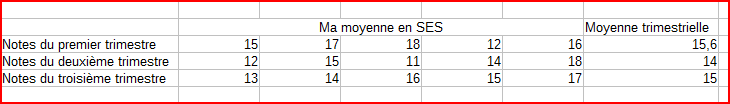 Ma moyenne en SES Moyenne trimestrielle
Notes du premier trimestre 15 17 18 12 16 15,6
Notes du deuxième trimestre 12 15 11 14 18 14
Notes du troisième trimestre 13 14 16 15 17 15